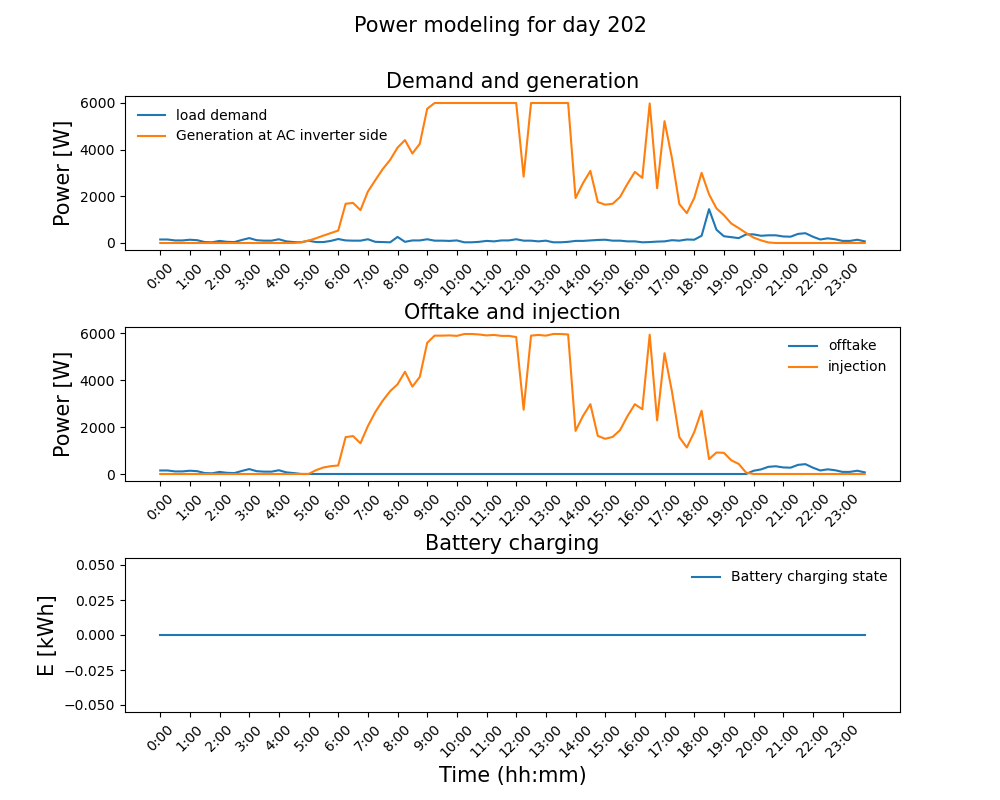 Power modeling for day 202
Demand and generation
Power [W]
6000
4000
2000
0
load demand
Generation at AC inverter side
0:00 1:00 2:00 3:00 4:00 5:00 6:00 7:00 8:00 9:00 10:00 11:00 12:00 13:00 14:00 15:00 16:00 17:00 18:00 19:00 20:00 21:00 22:00 23:00
Offtake and injection
Power [W]
6000
4000
2000
0
offtake
injection
0:00 1:00 2:00 3:00 4:00 5:00 6:00 7:00 8:00 9:00 10:00 11:00 12:00 13:00 14:00 15:00 16:00 17:00 18:00 19:00 20:00 21:00 22:00 23:00
Battery charging
E [kWh]
0.050
0.025
0.000
−0.025
−0.050
Battery charging state
0:00 1:00 2:00 3:00 4:00 5:00 6:00 7:00 8:00 9:00 10:00 11:00 12:00 13:00 14:00 15:00 16:00 17:00 18:00 19:00 20:00 21:00 22:00 23:00
Time (hh:mm)